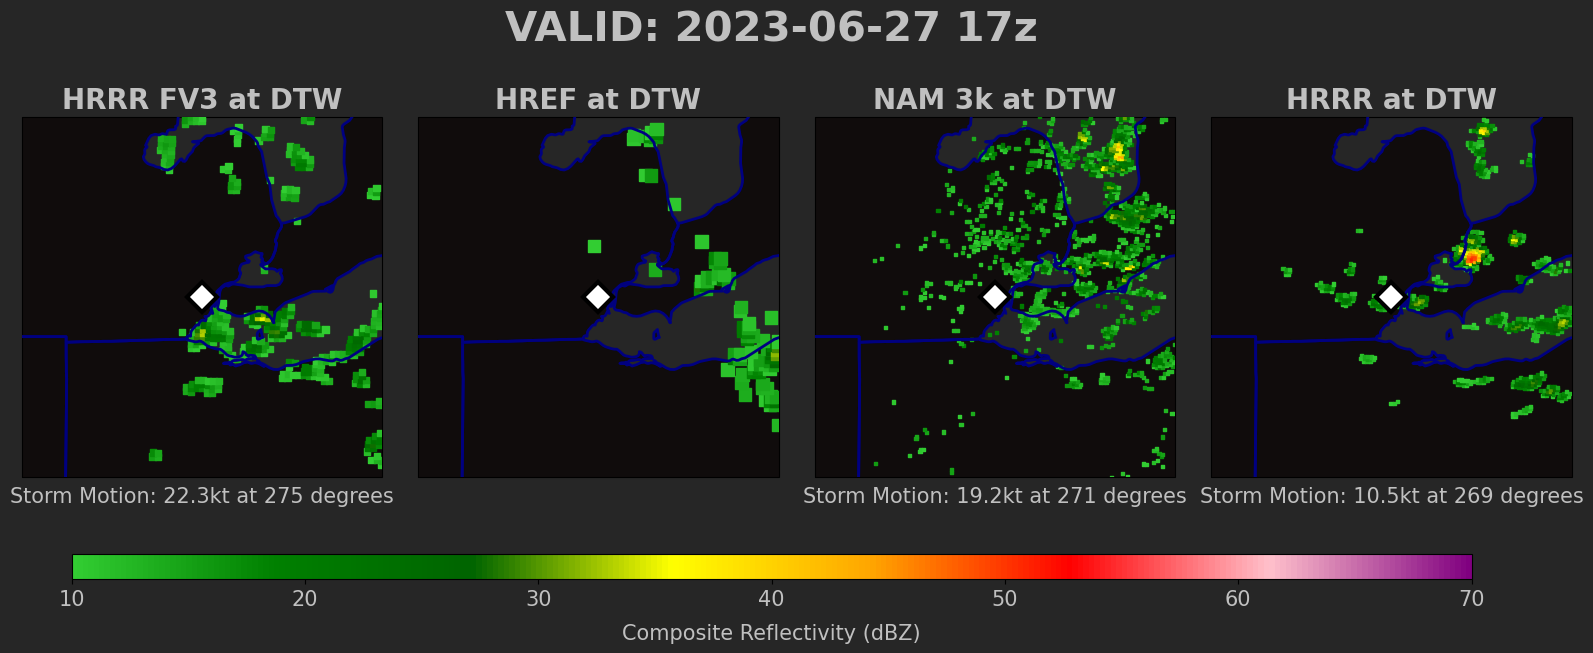 VALID: 2023-06-27 17z
HRRR FV3 at DTW
HREF at DTW
NAM 3k at DTW
HRRR at DTW
Storm Motion: 22.3kt at 275 degrees
Storm Motion: 19.2kt at 271 degrees
Storm Motion: 10.5kt at 269 degrees
10 20 30 40 50 60 70
Composite Reflectivity (dBZ)